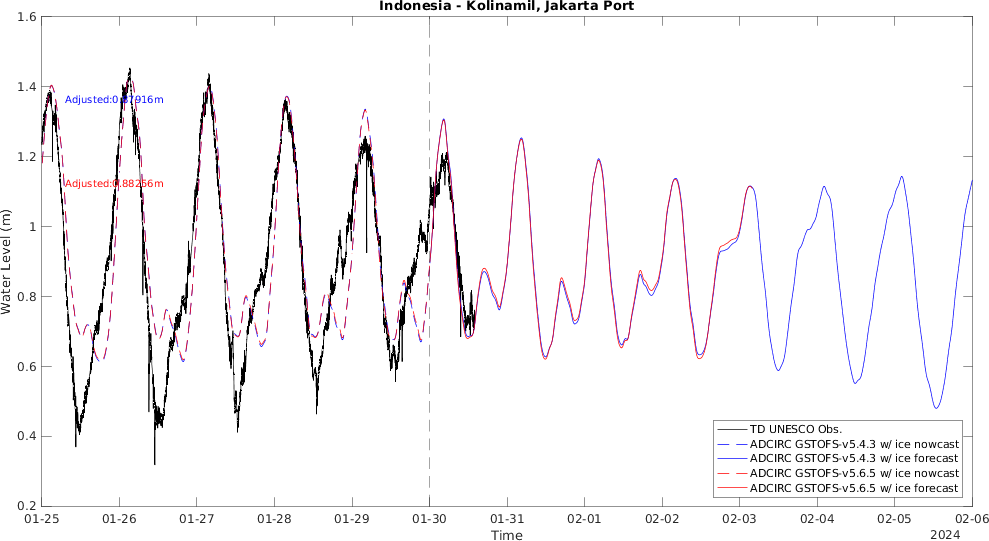 Indonesia - Kolinamil, Jakarta Port
1.6
1.4
1.2
1
0.8
0.6
0.4
0.2
Water Level (m)
Adjusted:0.87916m
Adjusted:0.88266m
TD UNESCO Obs.
ADCIRC GSTOFS-v5.4.3 w/ ice nowcast
ADCIRC GSTOFS-v5.4.3 w/ ice forecast
ADCIRC GSTOFS-v5.6.5 w/ ice nowcast
ADCIRC GSTOFS-v5.6.5 w/ ice forecast
01-25 01-26 01-27 01-28 01-29 01-30 01-31 02-01 02-02 02-03 02-04 02-05 02-06
Time
2024